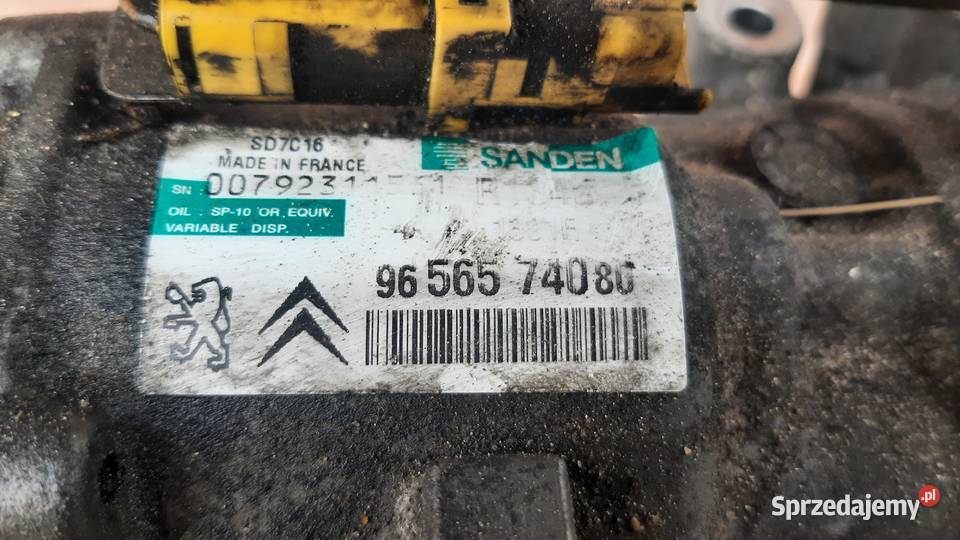 SD7C16
MADE IN FRANCE
SANDEN
SN
OIL : SP-10 OR EQUIV.
VARIABLE DISP.
96 565 740 80
Sprzedajemy.pl